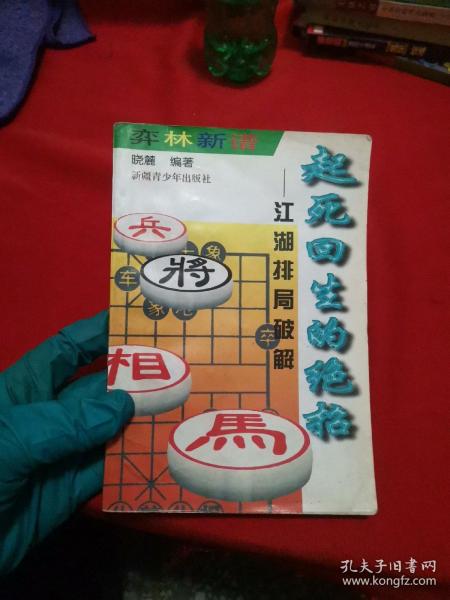 弈林新谱
晓麓 编著
新疆青少年出版社
起死回生的绝招
——江湖排局破解
兵
將
相
馬
象
车
卒
孔夫子旧书网
www.kongfz.com